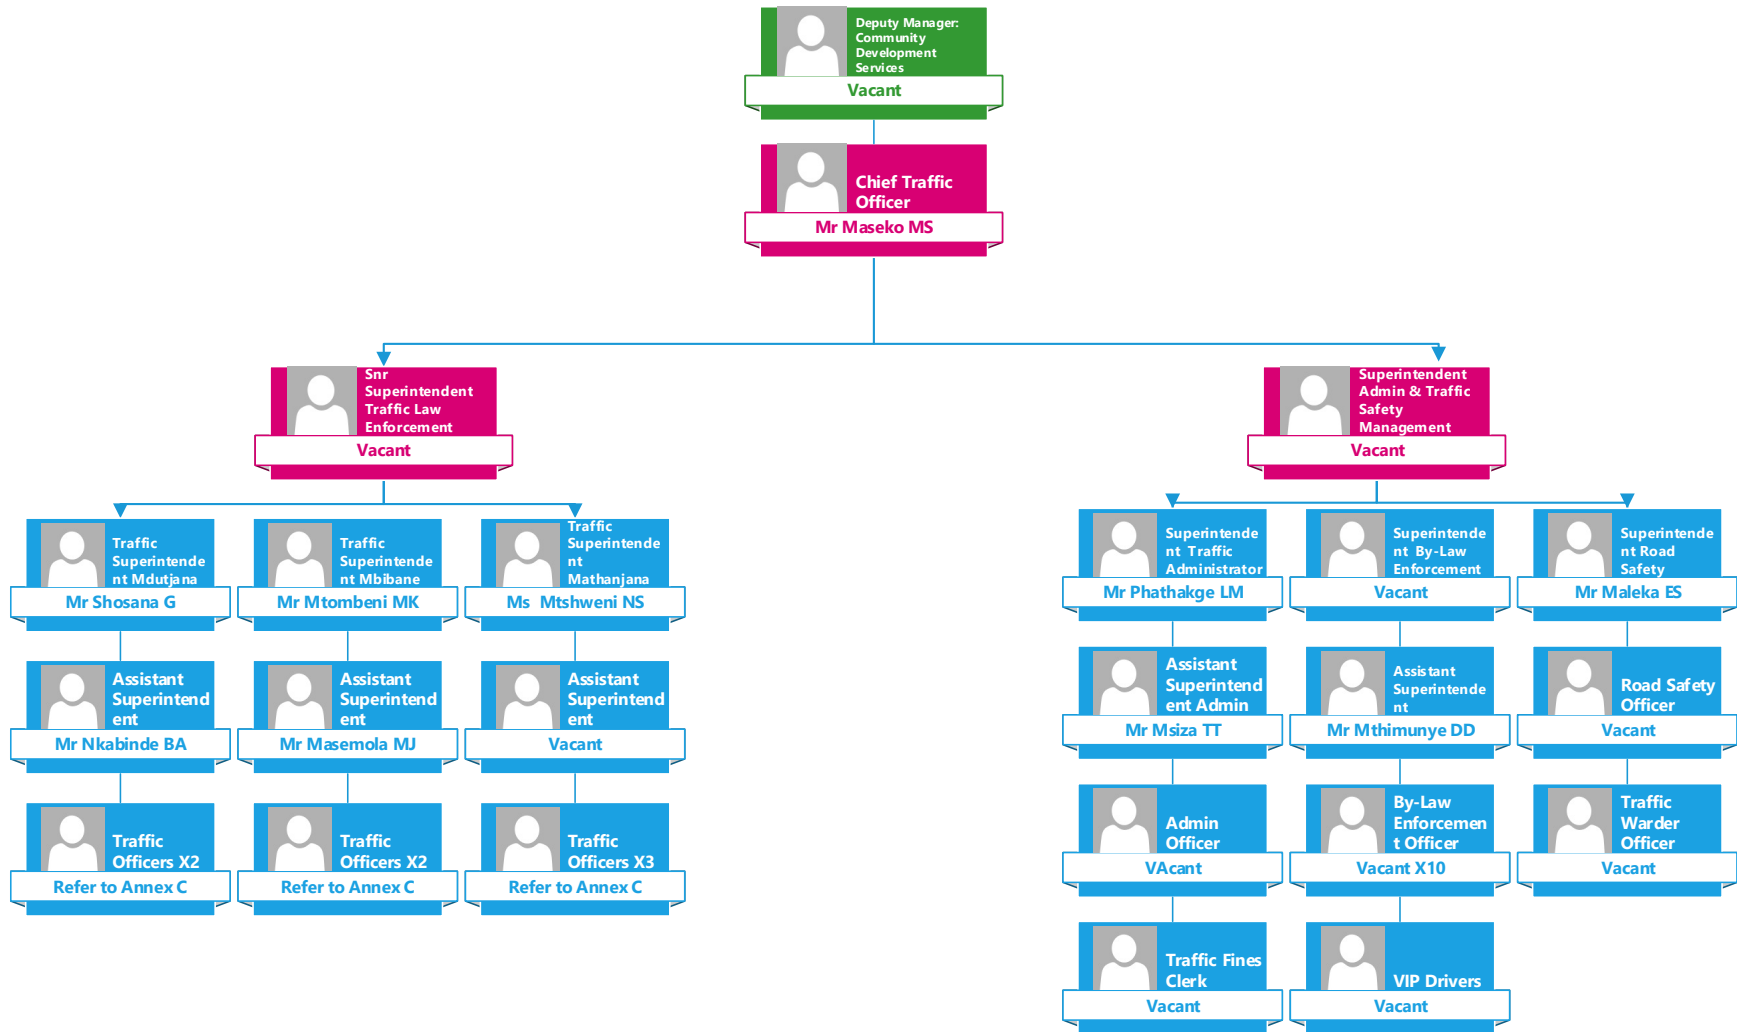 Deputy Manager:
Community
Development
Services
Vacant
Chief Traffic
Officer
Mr Maseko MS
Snr
Superintendent
Traffic Law
Enforcement
Vacant
Superintendent
Admin & Traffic
Safety
Management
Vacant
Traffic
Superintende
nt Mdutjana
Mr Shosana G
Traffic
Superintende
nt Mbibane
Mr Mtombeni MK
Traffic
Superintende
nt
Mathanjana
Ms  Mtshweni NS
Superintende
nt  Traffic
Administrator
Mr Phathakge LM
Superintende
nt  By-Law
Enforcement
Vacant
Superintende
nt Road
Safety
Mr Maleka ES
Assistant
Superintend
ent
Mr Nkabinde BA
Assistant
Superintend
ent
Mr Masemola MJ
Assistant
Superintend
ent
Vacant
Assistant
Superintend
ent Admin
Mr Msiza TT
Assistant
Superintende
nt
Mr Mthimunye DD
Road Safety
Officer
Vacant
Traffic
Officers X2
Refer to Annex C
Traffic
Officers X2
Refer to Annex C
Traffic
Officers X3
Refer to Annex C
Admin
Officer
VAcant
By-Law
Enforcemen
t Officer
Vacant X10
Traffic
Warder
Officer
Vacant
Traffic Fines
Clerk
Vacant
VIP Drivers
Vacant